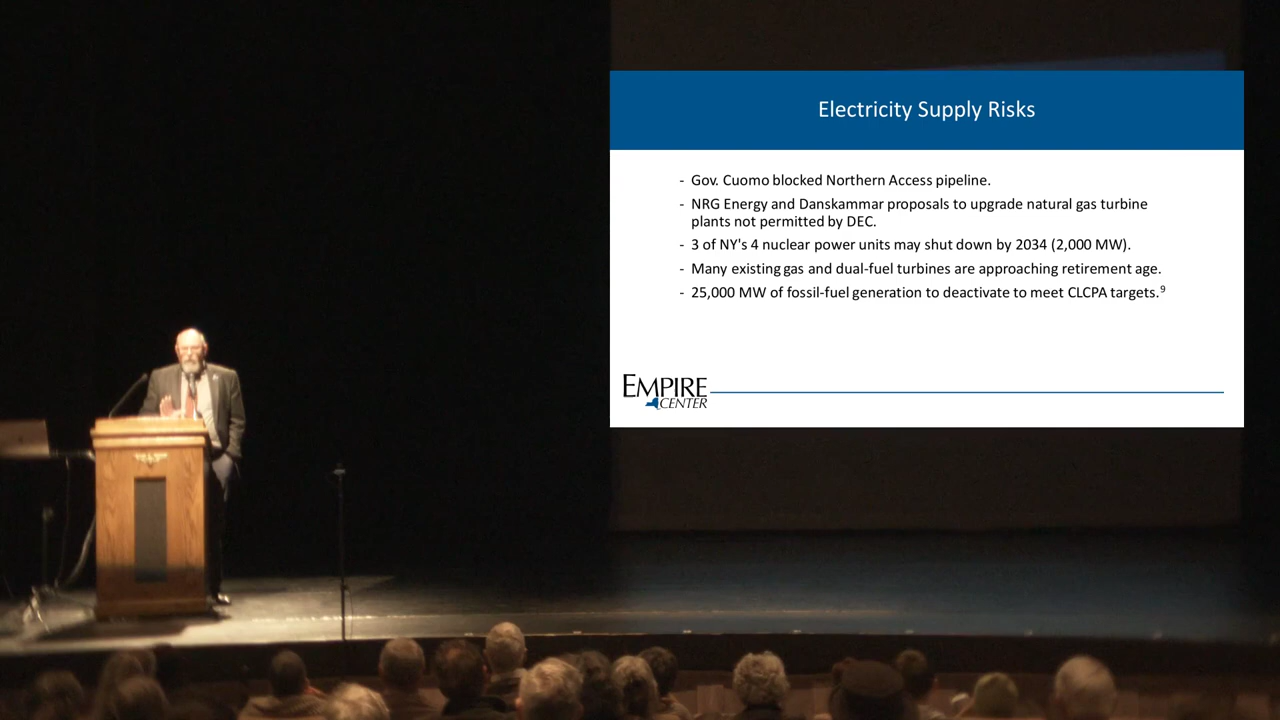 Electricity Supply Risks
- Gov. Cuomo blocked Northern Access pipeline.
- NRG Energy and Danskammar proposals to upgrade natural gas turbine
plants not permitted by DEC.
- 3 of NY's 4 nuclear power units may shut down by 2034 (2,000 MW).
- Many existing gas and dual-fuel turbines are approaching retirement age.
- 25,000 MW of fossil-fuel generation to deactivate to meet CLCPA targets.⁹
EMPIRE
CENTER